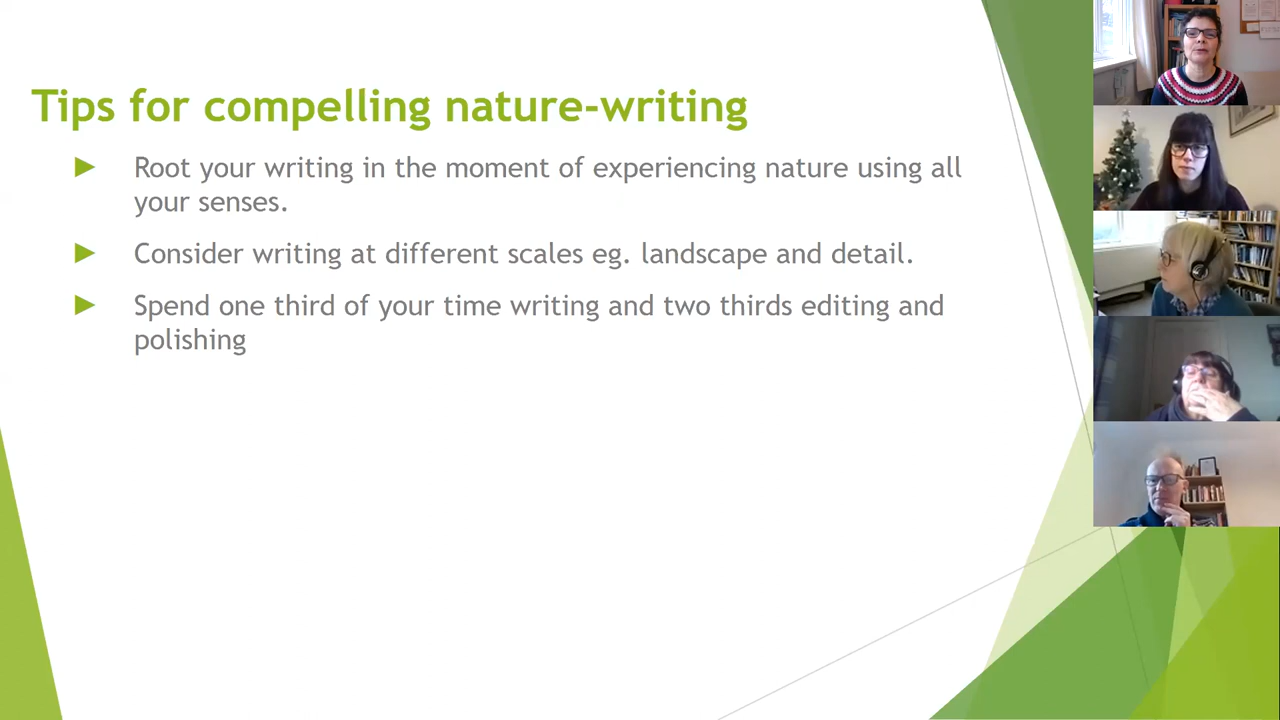 Tips for compelling nature-writing
Root your writing in the moment of experiencing nature using all
your senses.
Consider writing at different scales eg. landscape and detail.
Spend one third of your time writing and two thirds editing and
polishing